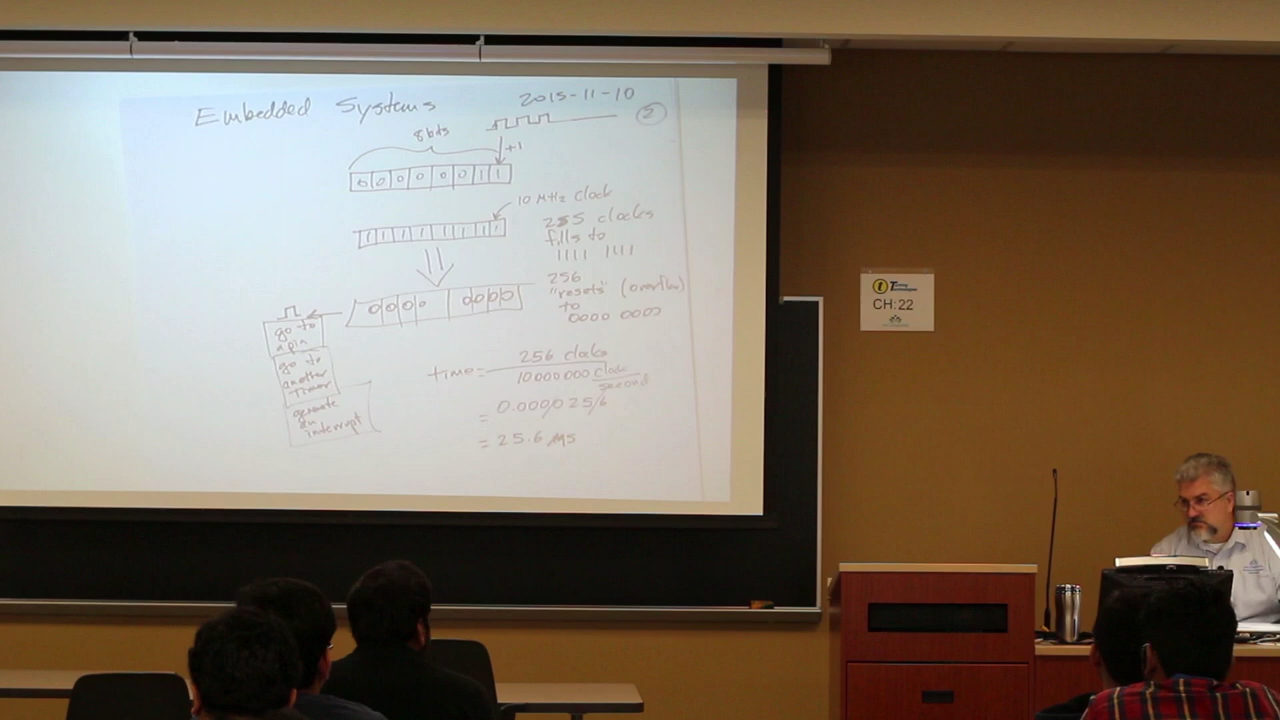 Embedded Systems
2015-11-10
2
8 bits
+1
0 0 0 0 0 0 1 1
10 MHz clock
1 1 1 1 1 1 1 1
255 clocks
fills to
1111 1111
256
"resets" (overflow)
to
0000 0000
0 0 0 0 0 0 0 0
go to
a pin
go to
another
Timer
generate
an
interrupt
time = 256 clocks
10000000 clock
second
= 0.0000256
= 25.6 μs
Turning
Technologies
CH: 22